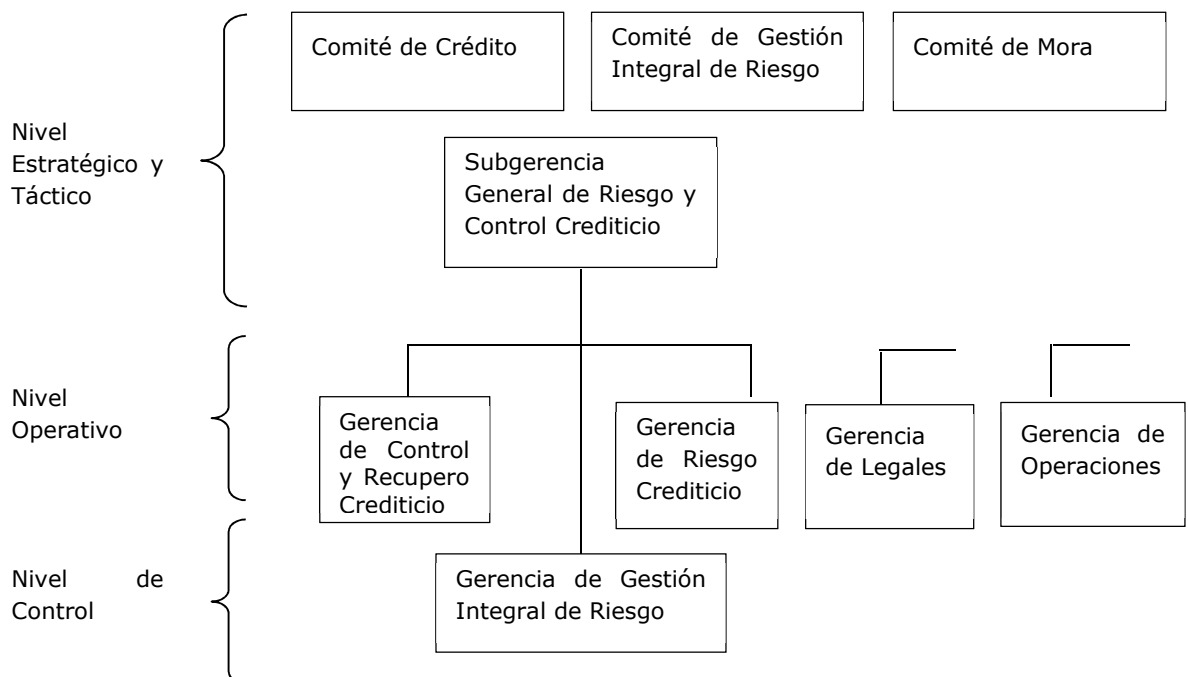 Comité de Crédito
Comité de Gestión
Integral de Riesgo
Comité de Mora
Nivel
Estratégico y
Táctico
Subgerencia
General de Riesgo y
Control Crediticio
Nivel
Operativo
Gerencia
de Control
y Recupero
Crediticio
Gerencia
de Riesgo
Crediticio
Gerencia
de Legales
Gerencia de
Operaciones
Nivel de
Control
Gerencia de Gestión
Integral de Riesgo